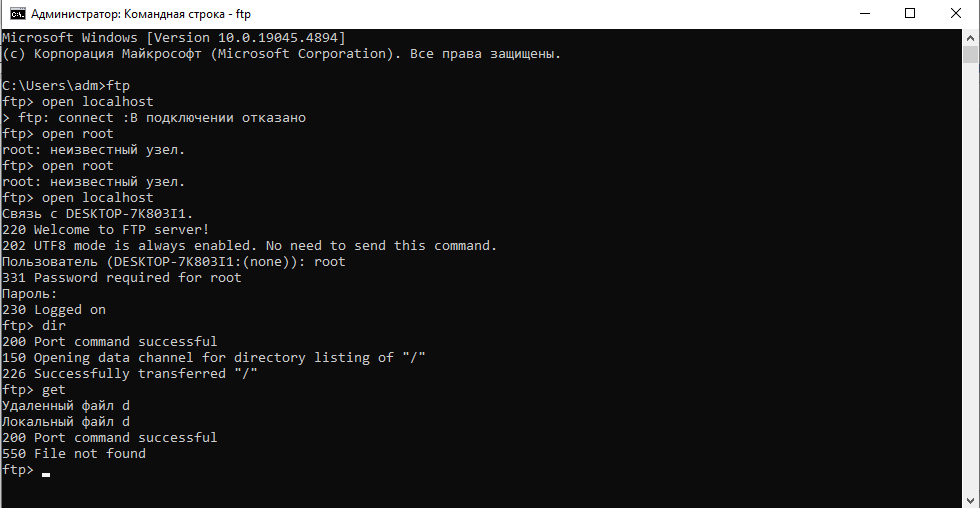 Администратор: Командная строка - ftp
Microsoft Windows [Version 10.0.19045.4894]
(c) Корпорация Майкрософт (Microsoft Corporation). Все права защищены.
C:\Users\adm>ftp
ftp> open localhost
> ftp: connect :В подключении отказано
ftp> open root
root: неизвестный узел.
ftp> open root
root: неизвестный узел.
ftp> open localhost
Связь с DESKTOP-7K803I1.
220 Welcome to FTP server!
202 UTF8 mode is always enabled. No need to send this command.
Пользователь (DESKTOP-7K803I1:(none)): root
331 Password required for root
Пароль:
230 Logged on
ftp> dir
200 Port command successful
150 Opening data channel for directory listing of "/"
226 Successfully transferred "/"
ftp> get
Удаленный файл d
Локальный файл d
200 Port command successful
550 File not found
ftp>